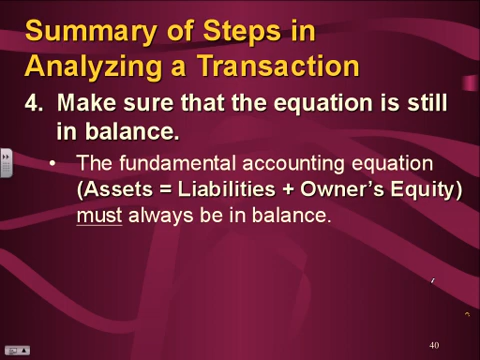 Summary of Steps in
Analyzing a Transaction
4. Make sure that the equation is still
in balance.
• The fundamental accounting equation
(Assets = Liabilities + Owner’s Equity)
must always be in balance.
40